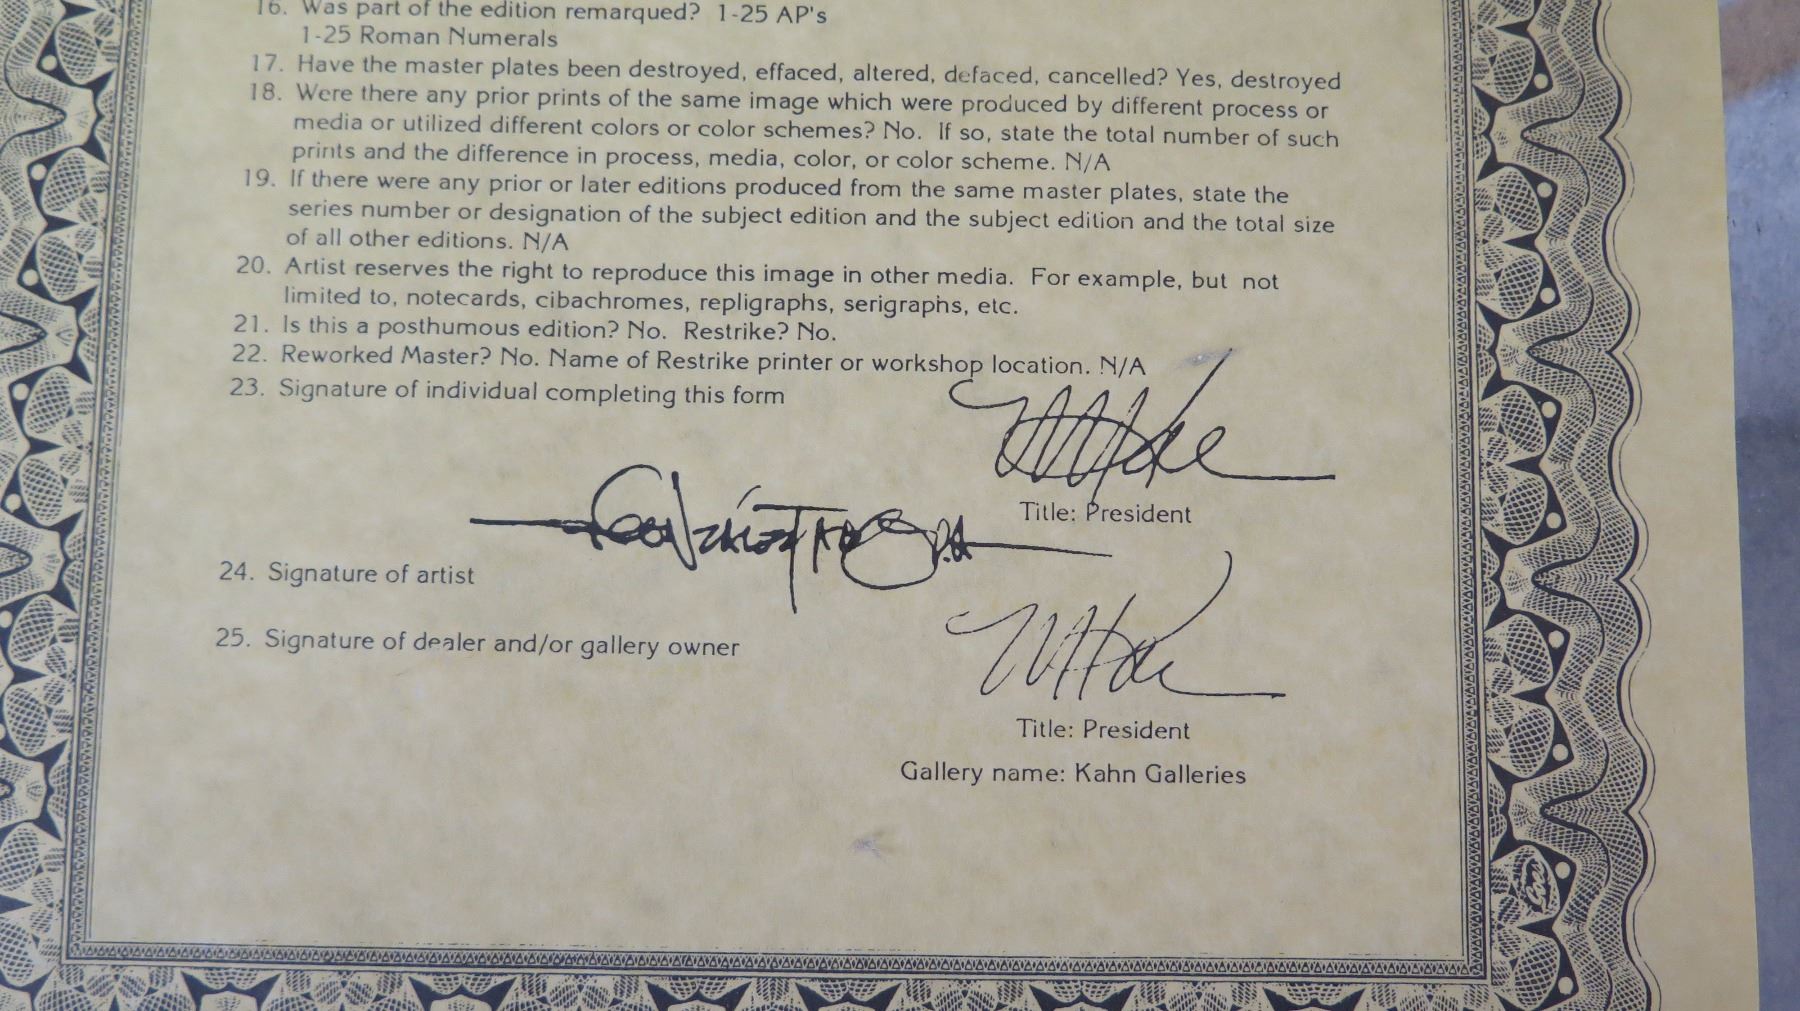 16. Was part of the edition remarqued? 1-25 AP's
1-25 Roman Numerals
17. Have the master plates been destroyed, effaced, altered, defaced, cancelled? Yes, destroyed
18. Were there any prior prints of the same image which were produced by different process or
media or utilized different colors or color schemes? No. If so, state the total number of such
prints and the difference in process, media, color, or color scheme. N/A
19. If there were any prior or later editions produced from the same master plates, state the
series number or designation of the subject edition and the subject edition and the total size
of all other editions. N/A
20. Artist reserves the right to reproduce this image in other media. For example, but not
limited to, notecards, cibachromes, repligraphs, serigraphs, etc.
21. Is this a posthumous edition? No. Restrike? No.
22. Reworked Master? No. Name of Restrike printer or workshop location. N/A
23. Signature of individual completing this form
Title: President
24. Signature of artist
25. Signature of dealer and/or gallery owner
Title: President
Gallery name: Kahn Galleries